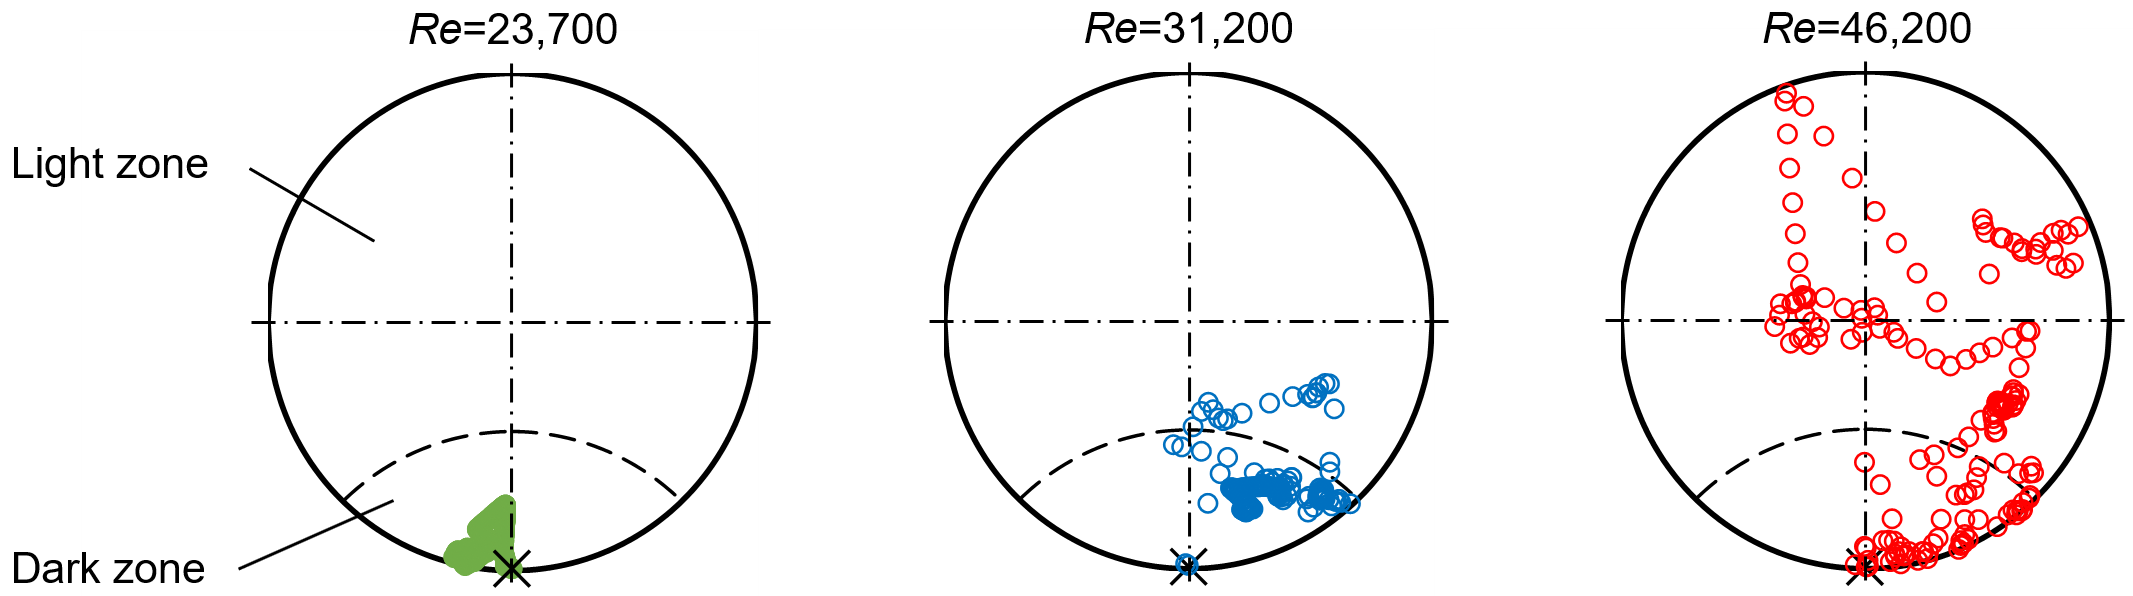 Re=23,700
Re=31,200
Re=46,200
Light zone
Dark zone